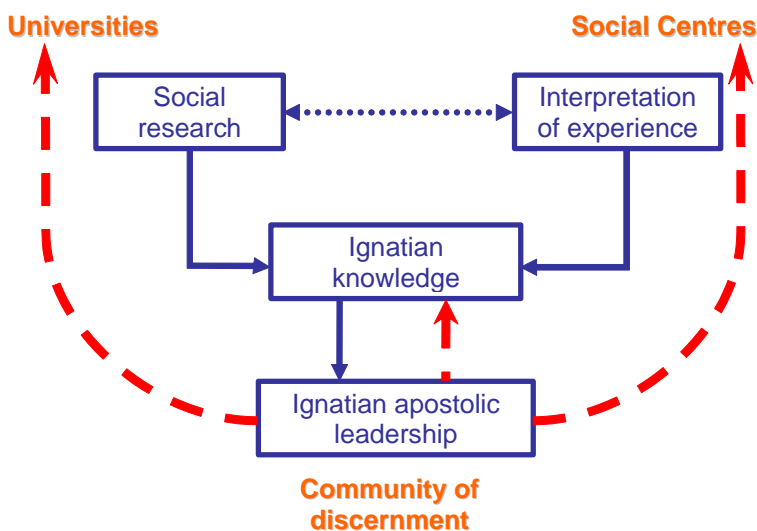 Universities
Social Centres
Social
research
Interpretation
of experience
Ignatian
knowledge
Ignatian apostolic
leadership
Community of
discernment